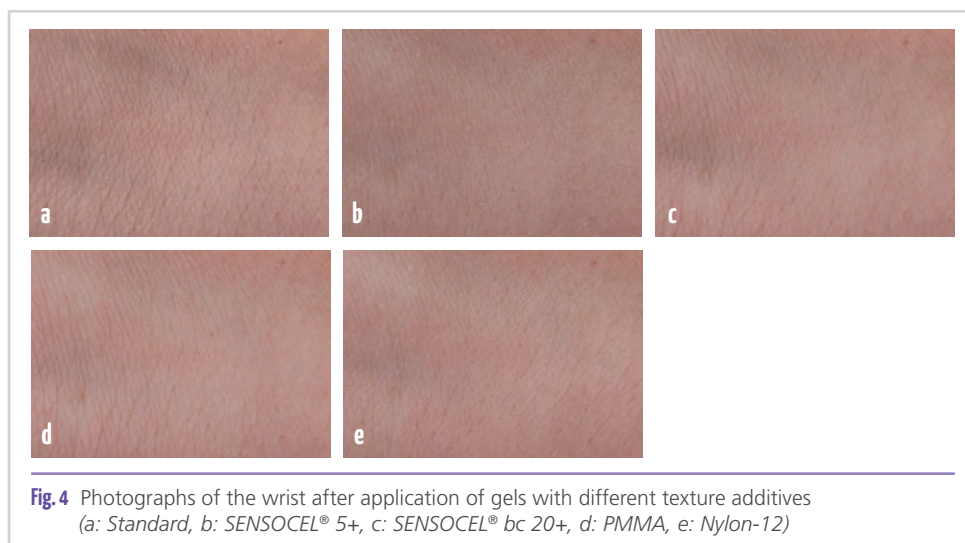 a
b
c
d
e
Fig. 4 Photographs of the wrist after application of gels with different texture additives
(a: Standard, b: SENSOCEL® 5+, c: SENSOCEL® bc 20+, d: PMMA, e: Nylon-12)